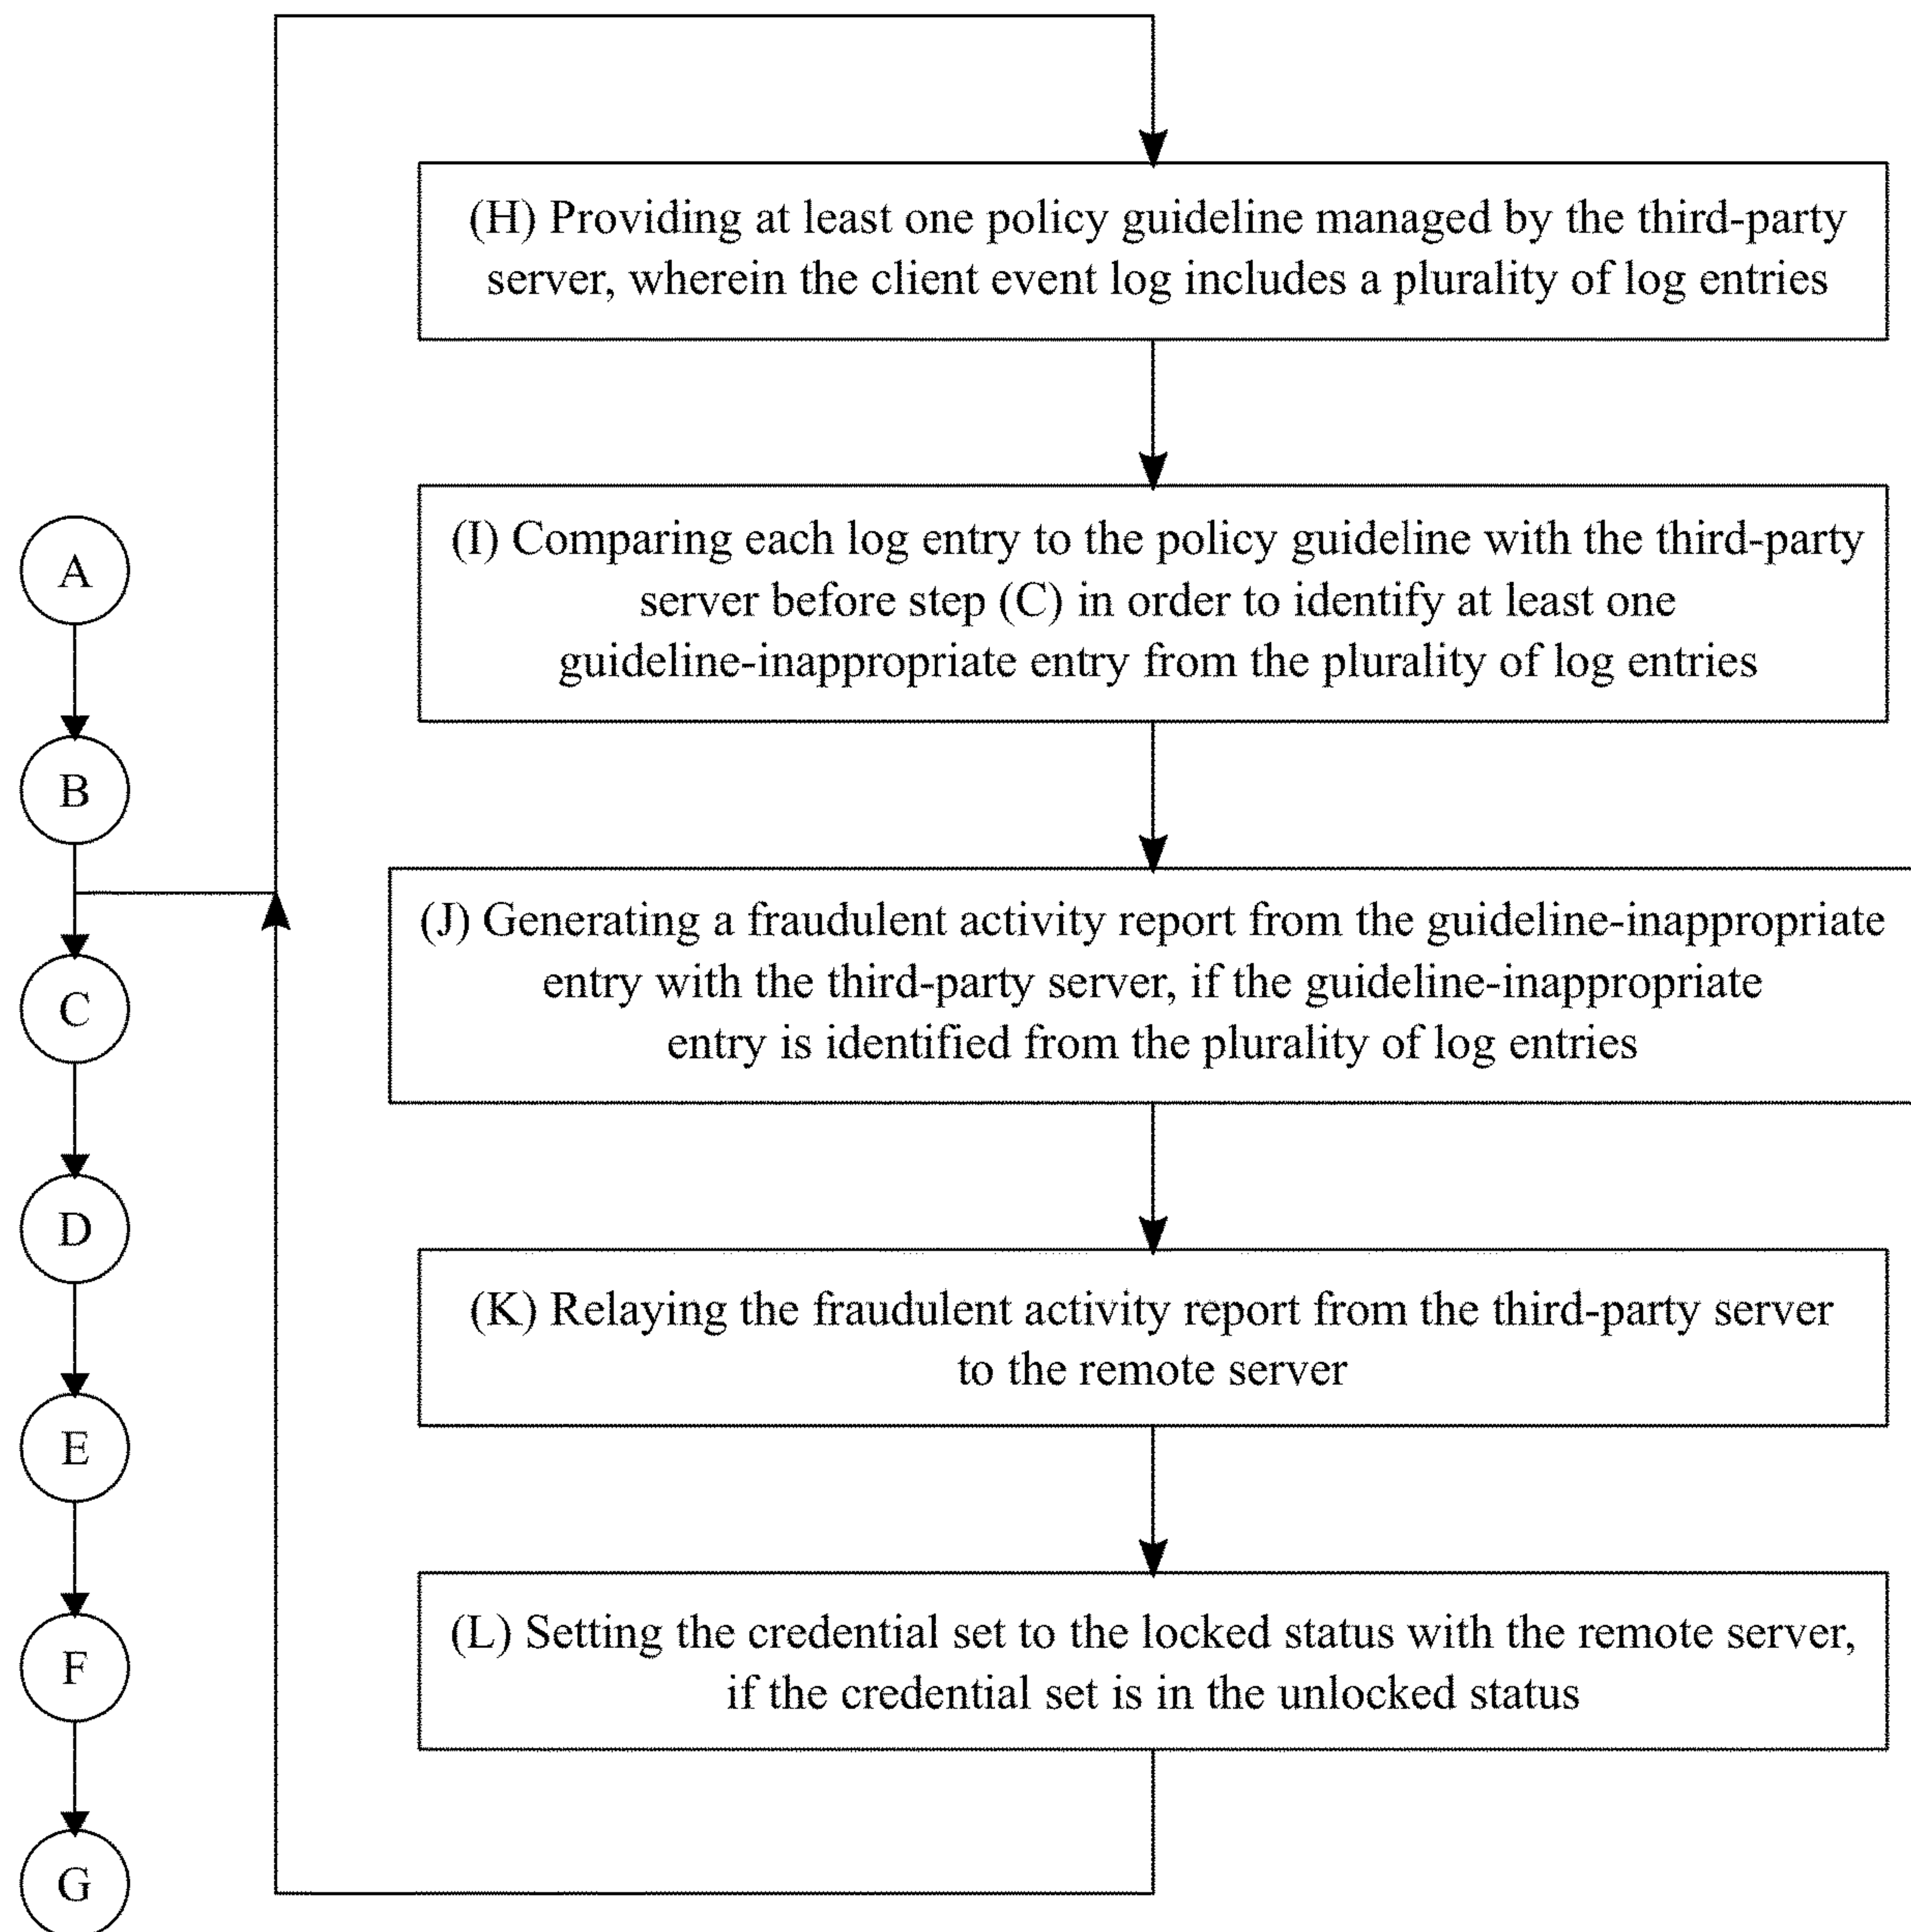 (H) Providing at least one policy guideline managed by the third-party
server, wherein the client event log includes a plurality of log entries
(I) Comparing each log entry to the policy guideline with the third-party
server before step (C) in order to identify at least one
guideline-inappropriate entry from the plurality of log entries
(J) Generating a fraudulent activity report from the guideline-inappropriate
entry with the third-party server, if the guideline-inappropriate
entry is identified from the plurality of log entries
(K) Relaying the fraudulent activity report from the third-party server
to the remote server
(L) Setting the credential set to the locked status with the remote server,
if the credential set is in the unlocked status
A
B
C
D
E
F
G